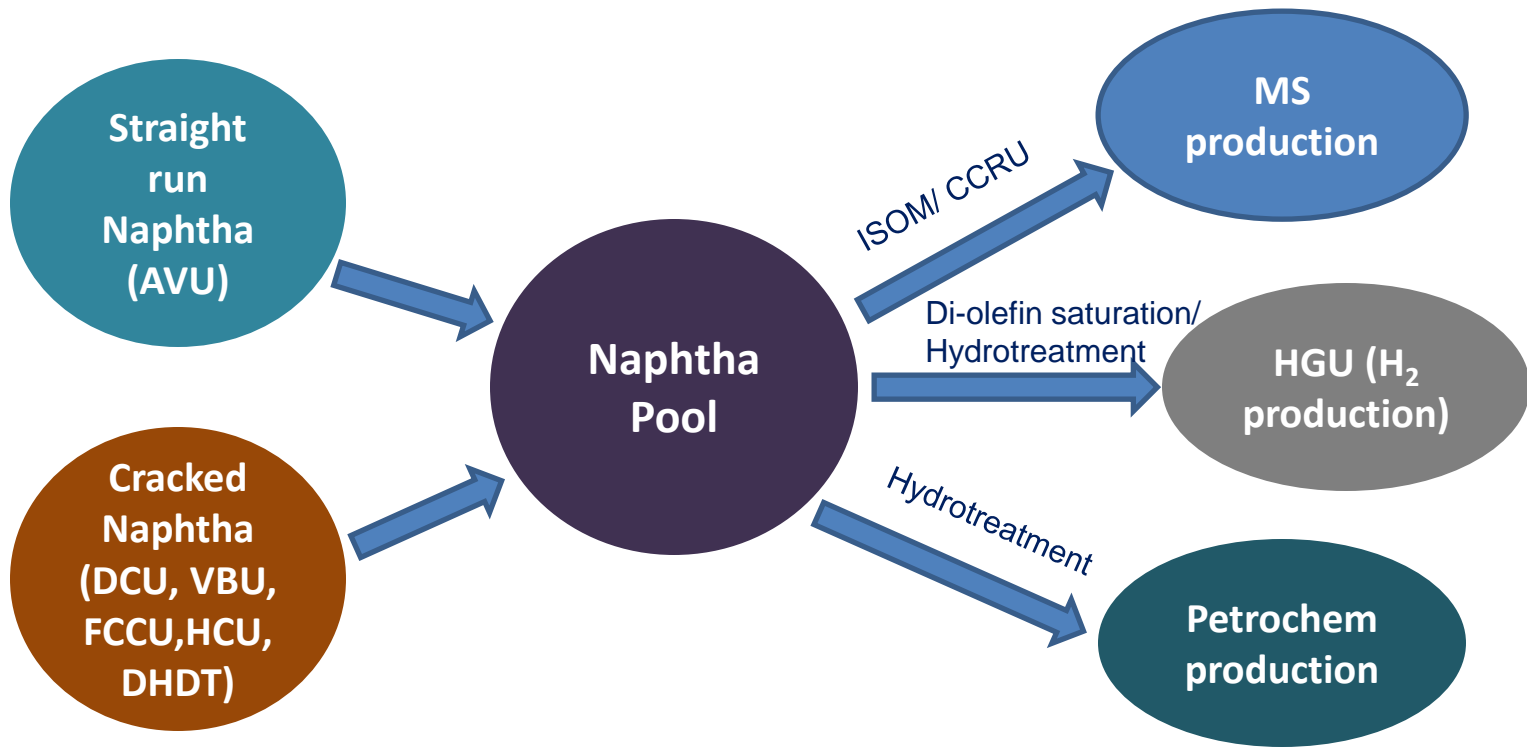 Straight
run
Naphtha
(AVU)
Cracked
Naphtha
(DCU, VBU,
FCCU,HCU,
DHDT)
Naphtha
Pool
ISOM/ CCRU
Di-olefin saturation/
Hydrotreatment
Hydrotreatment
MS
production
HGU (H₂
production)
Petrochem
production